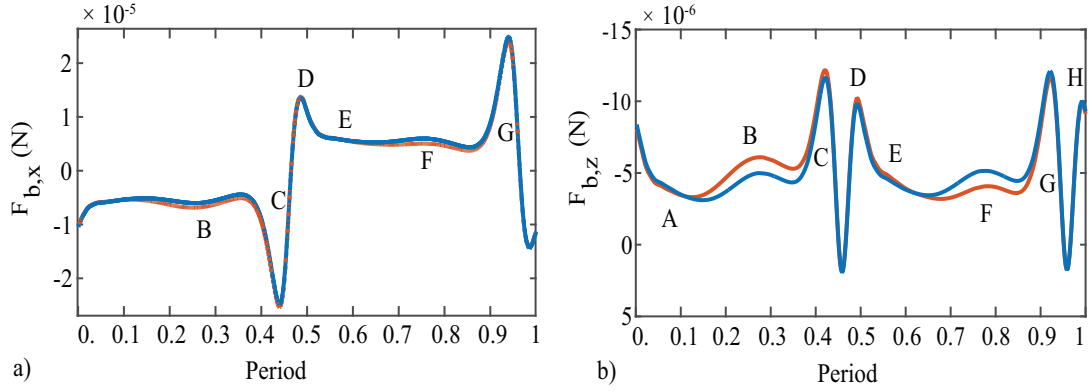 × 10-5
2
1
0
-1
-2
F b,x (N)
B
C
D
E
F
G
0. 0.1 0.2 0.3 0.4 0.5 0.6 0.7 0.8 0.9 1
Period
a)
× 10-6
-15
-10
-5
0
5
F b,z (N)
A
B
C
D
E
F
G
H
0. 0.1 0.2 0.3 0.4 0.5 0.6 0.7 0.8 0.9 1
Period
b)